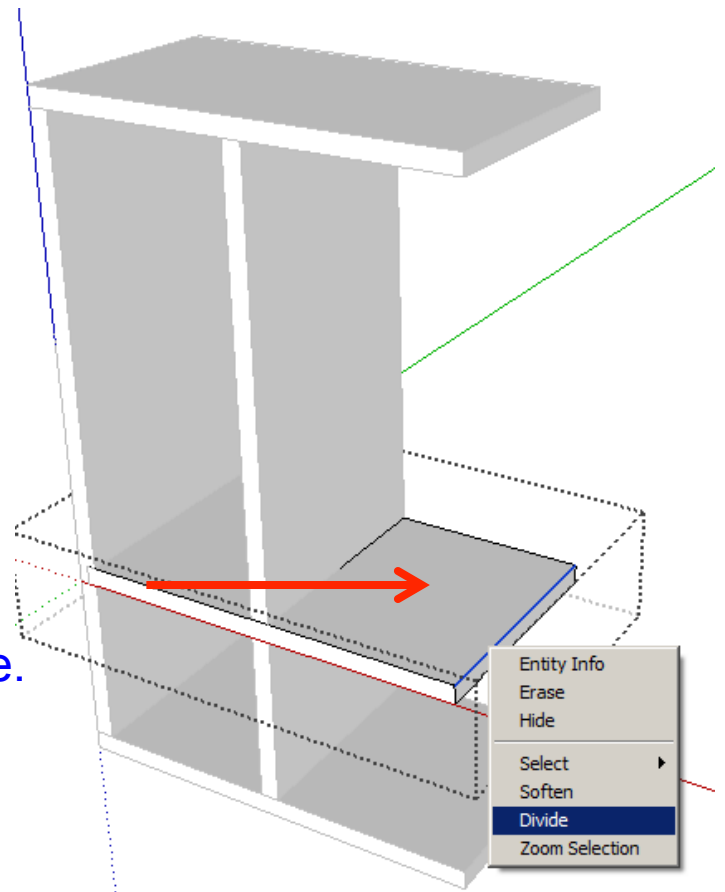 e.
Entity Info
Erase
Hide
Select
Soften
Divide
Zoom Selection